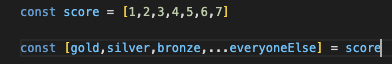 const score = [1,2,3,4,5,6,7]
const [gold,silver,bronze,...everyoneElse] = score